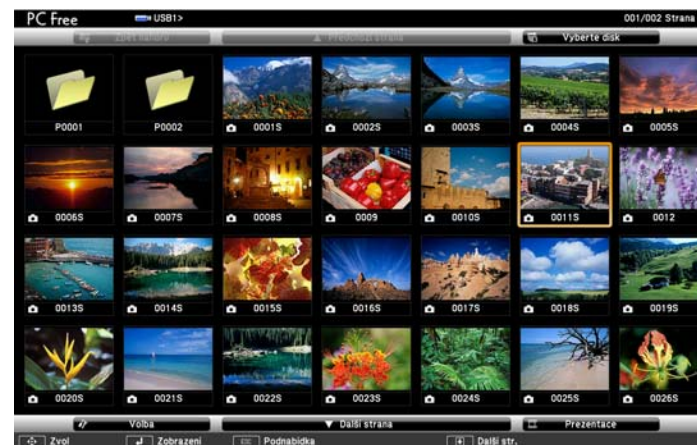 PC Free USB1> 001/002 Strana
Zpět nahoru ▲ Předchozí strana Vyberte disk
P0001 P0002 0001S 0002S 0003S 0004S 0005S
0006S 0007S 0008S 0009 0010S 0011S 0012
0013S 0014S 0015S 0016S 0017S 0018S 0019S
0020S 0021S 0022S 0023S 0024S 0025S 0026S
Volba ▼ Další strana Prezentace
Zvol Zobrazení ESC Podnabídka Další str.